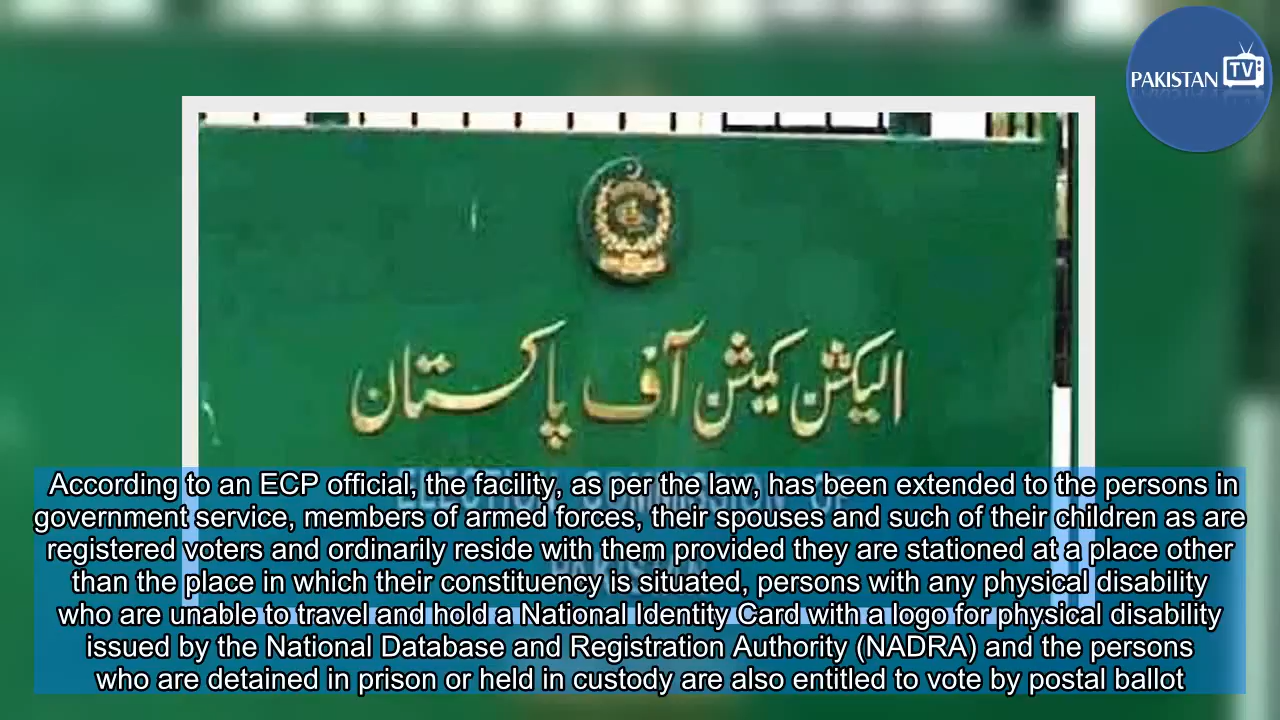 PAKISTAN TV
الیکشن کمیشن آف پاکستان
ELECTION COMMISSION OF
PAKISTAN
According to an ECP official, the facility, as per the law, has been extended to the persons in
government service, members of armed forces, their spouses and such of their children as are
registered voters and ordinarily reside with them provided they are stationed at a place other
than the place in which their constituency is situated, persons with any physical disability
who are unable to travel and hold a National Identity Card with a logo for physical disability
issued by the National Database and Registration Authority (NADRA) and the persons
who are detained in prison or held in custody are also entitled to vote by postal ballot